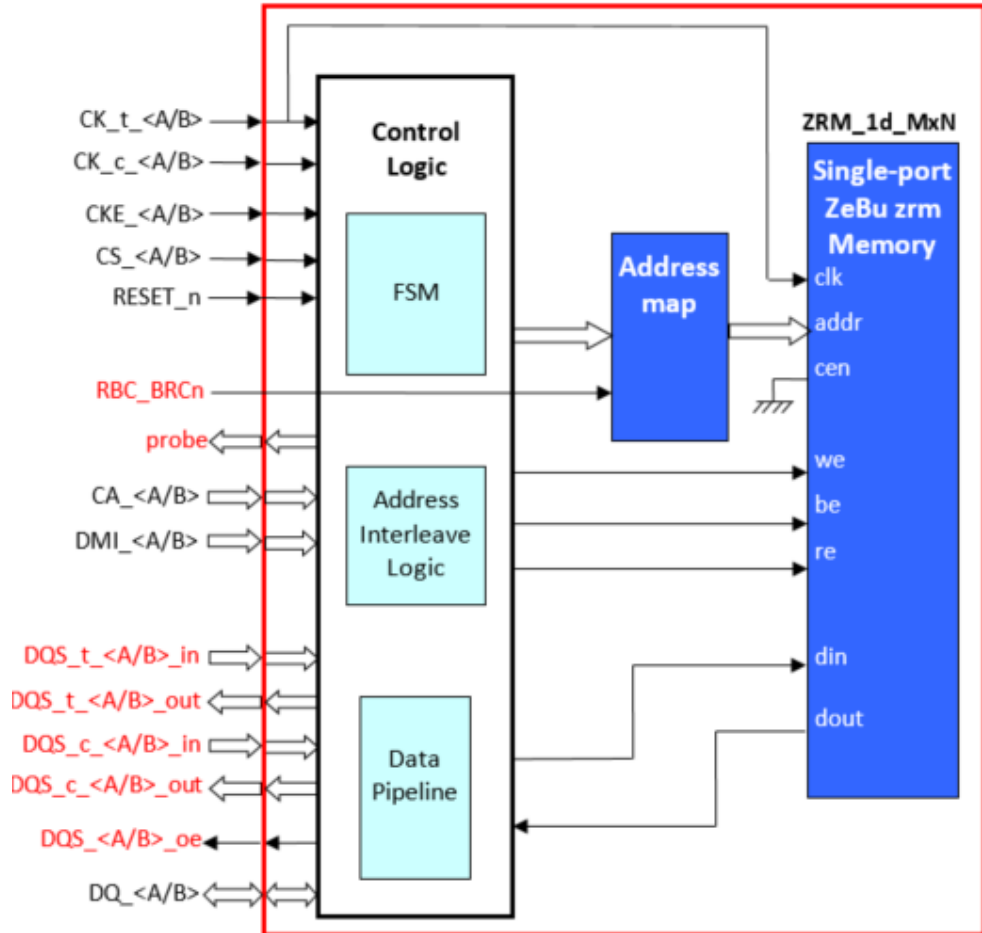 CK_t_<A/B>
CK_c_<A/B>
CKE_<A/B>
CS_<A/B>
RESET_n
RBC_BRCn
probe
CA_<A/B>
DMI_<A/B>
DQS_t_<A/B>_in
DQS_t_<A/B>_out
DQS_c_<A/B>_in
DQS_c_<A/B>_out
DQS_<A/B>_oe
DQ_<A/B>
Control
Logic
FSM
Address
Interleave
Logic
Data
Pipeline
Address
map
ZRM_1d_MxN
Single-port
ZeBu zrm
Memory
clk
addr
cen
we
be
re
din
dout